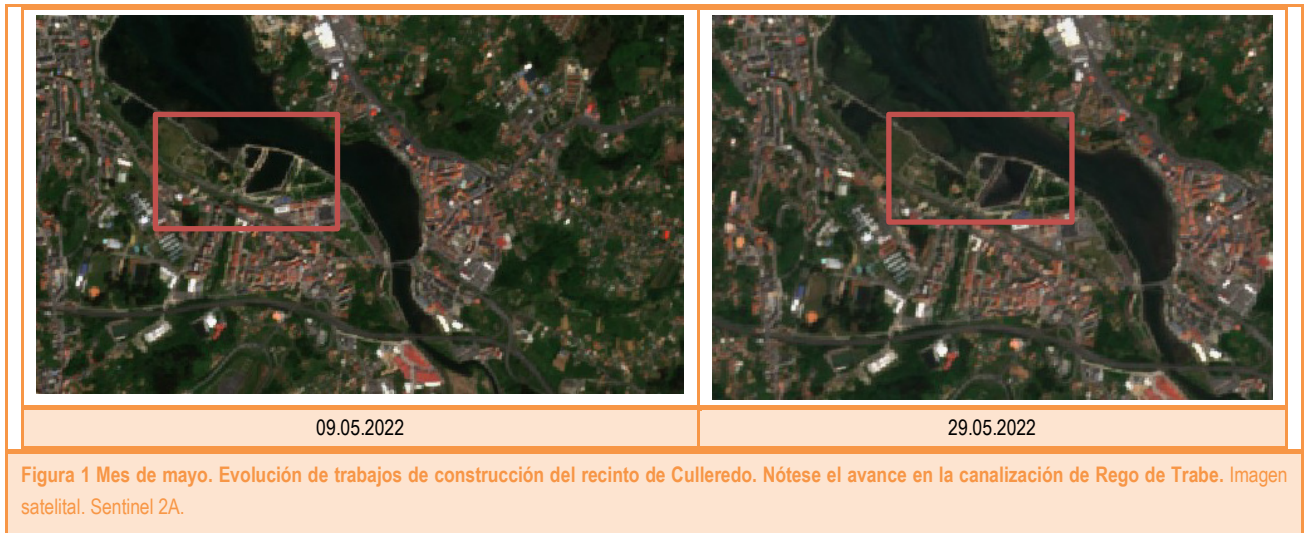 09.05.2022
29.05.2022
Figura 1 Mes de mayo. Evolución de trabajos de construcción del recinto de Culleredo. Nótese el avance en la canalización de Rego de Trabe. Imagen
satelital. Sentinel 2A.